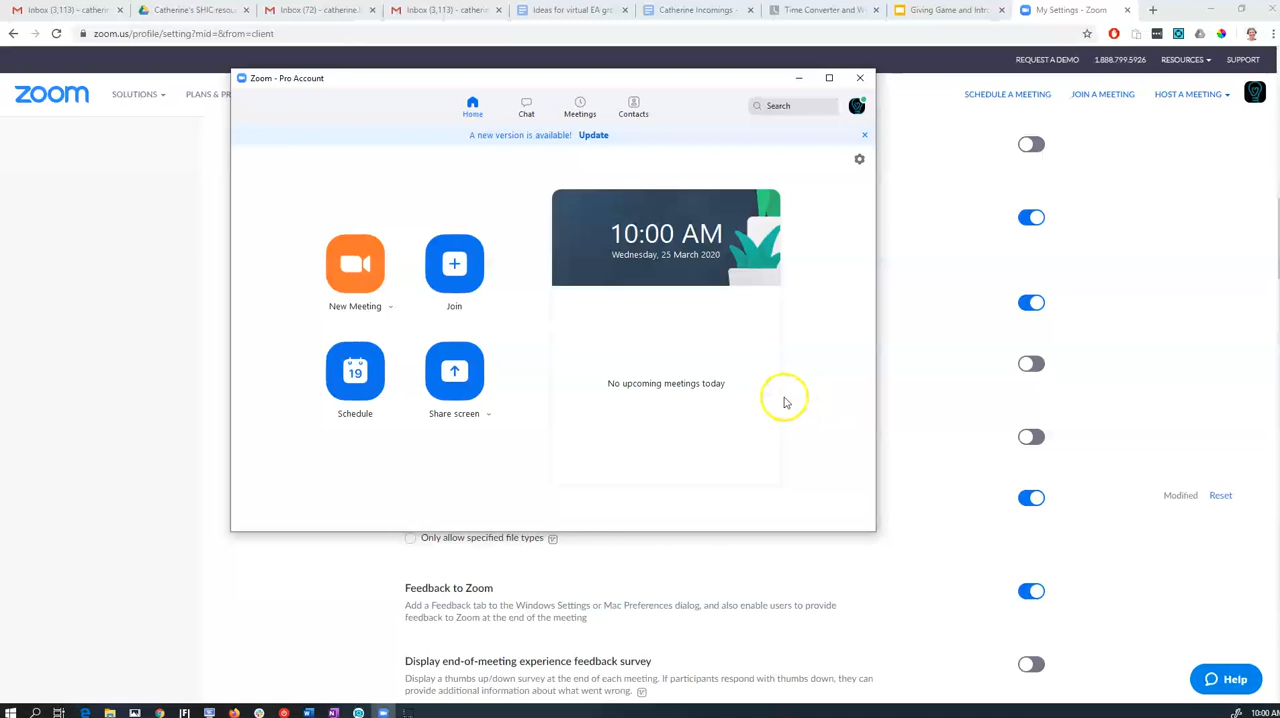 Inbox (3,113) - catherin
Catherine's SHIC resou
Inbox (72) - catherine.l
Inbox (3,113) - catherin
Ideas for virtual EA gr
Catherine Incomings -
Time Converter and W
Giving Game and Intr
My Settings - Zoom
zoom.us/profile/setting?mid=&from=client
REQUEST A DEMO 1.888.799.5926 RESOURCES SUPPORT
zoom SOLUTIONS PLANS & PR SCHEDULE A MEETING JOIN A MEETING HOST A MEETING
Zoom - Pro Account
Home Chat Meetings Contacts Search
A new version is available! Update
10:00 AM
Wednesday, 25 March 2020
New Meeting Join
19
Schedule Share screen
No upcoming meetings today
Modified Reset
Only allow specified file types
Feedback to Zoom
Add a Feedback tab to the Windows Settings or Mac Preferences dialog, and also enable users to provide
feedback to Zoom at the end of the meeting
Display end-of-meeting experience feedback survey
Display a thumbs up/down survey at the end of each meeting. If participants respond with thumbs down, they can
provide additional information about what went wrong.
Help
10:00 AM